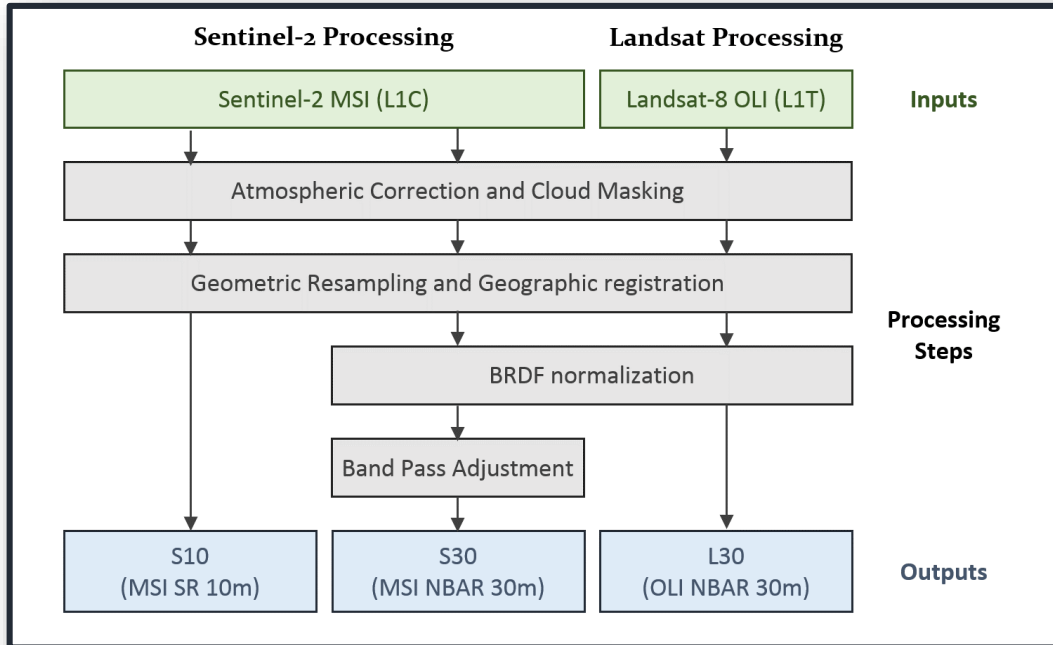 Sentinel-2 Processing
Landsat Processing
Sentinel-2 MSI (L1C)
Landsat-8 OLI (L1T)
Inputs
Atmospheric Correction and Cloud Masking
Geometric Resampling and Geographic registration
Processing
Steps
BRDF normalization
Band Pass Adjustment
S10
(MSI SR 10m)
S30
(MSI NBAR 30m)
L30
(OLI NBAR 30m)
Outputs